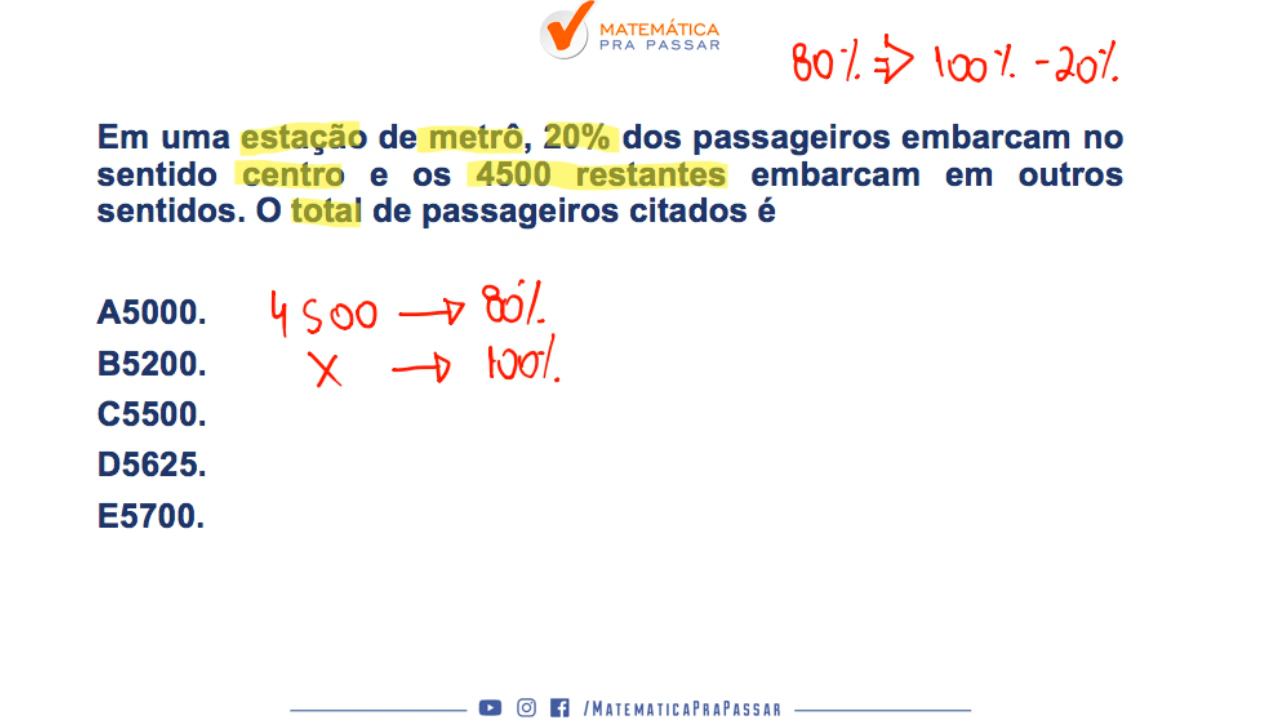 MATEMÁTICA
PRA PASSAR
80% => 100% - 20%
Em uma estação de metrô, 20% dos passageiros embarcam no
sentido centro e os 4500 restantes embarcam em outros
sentidos. O total de passageiros citados é
A5000.
4500 → 80%
B5200.
X → 100%
C5500.
D5625.
E5700.
/MATEMATICAPRAPASSAR